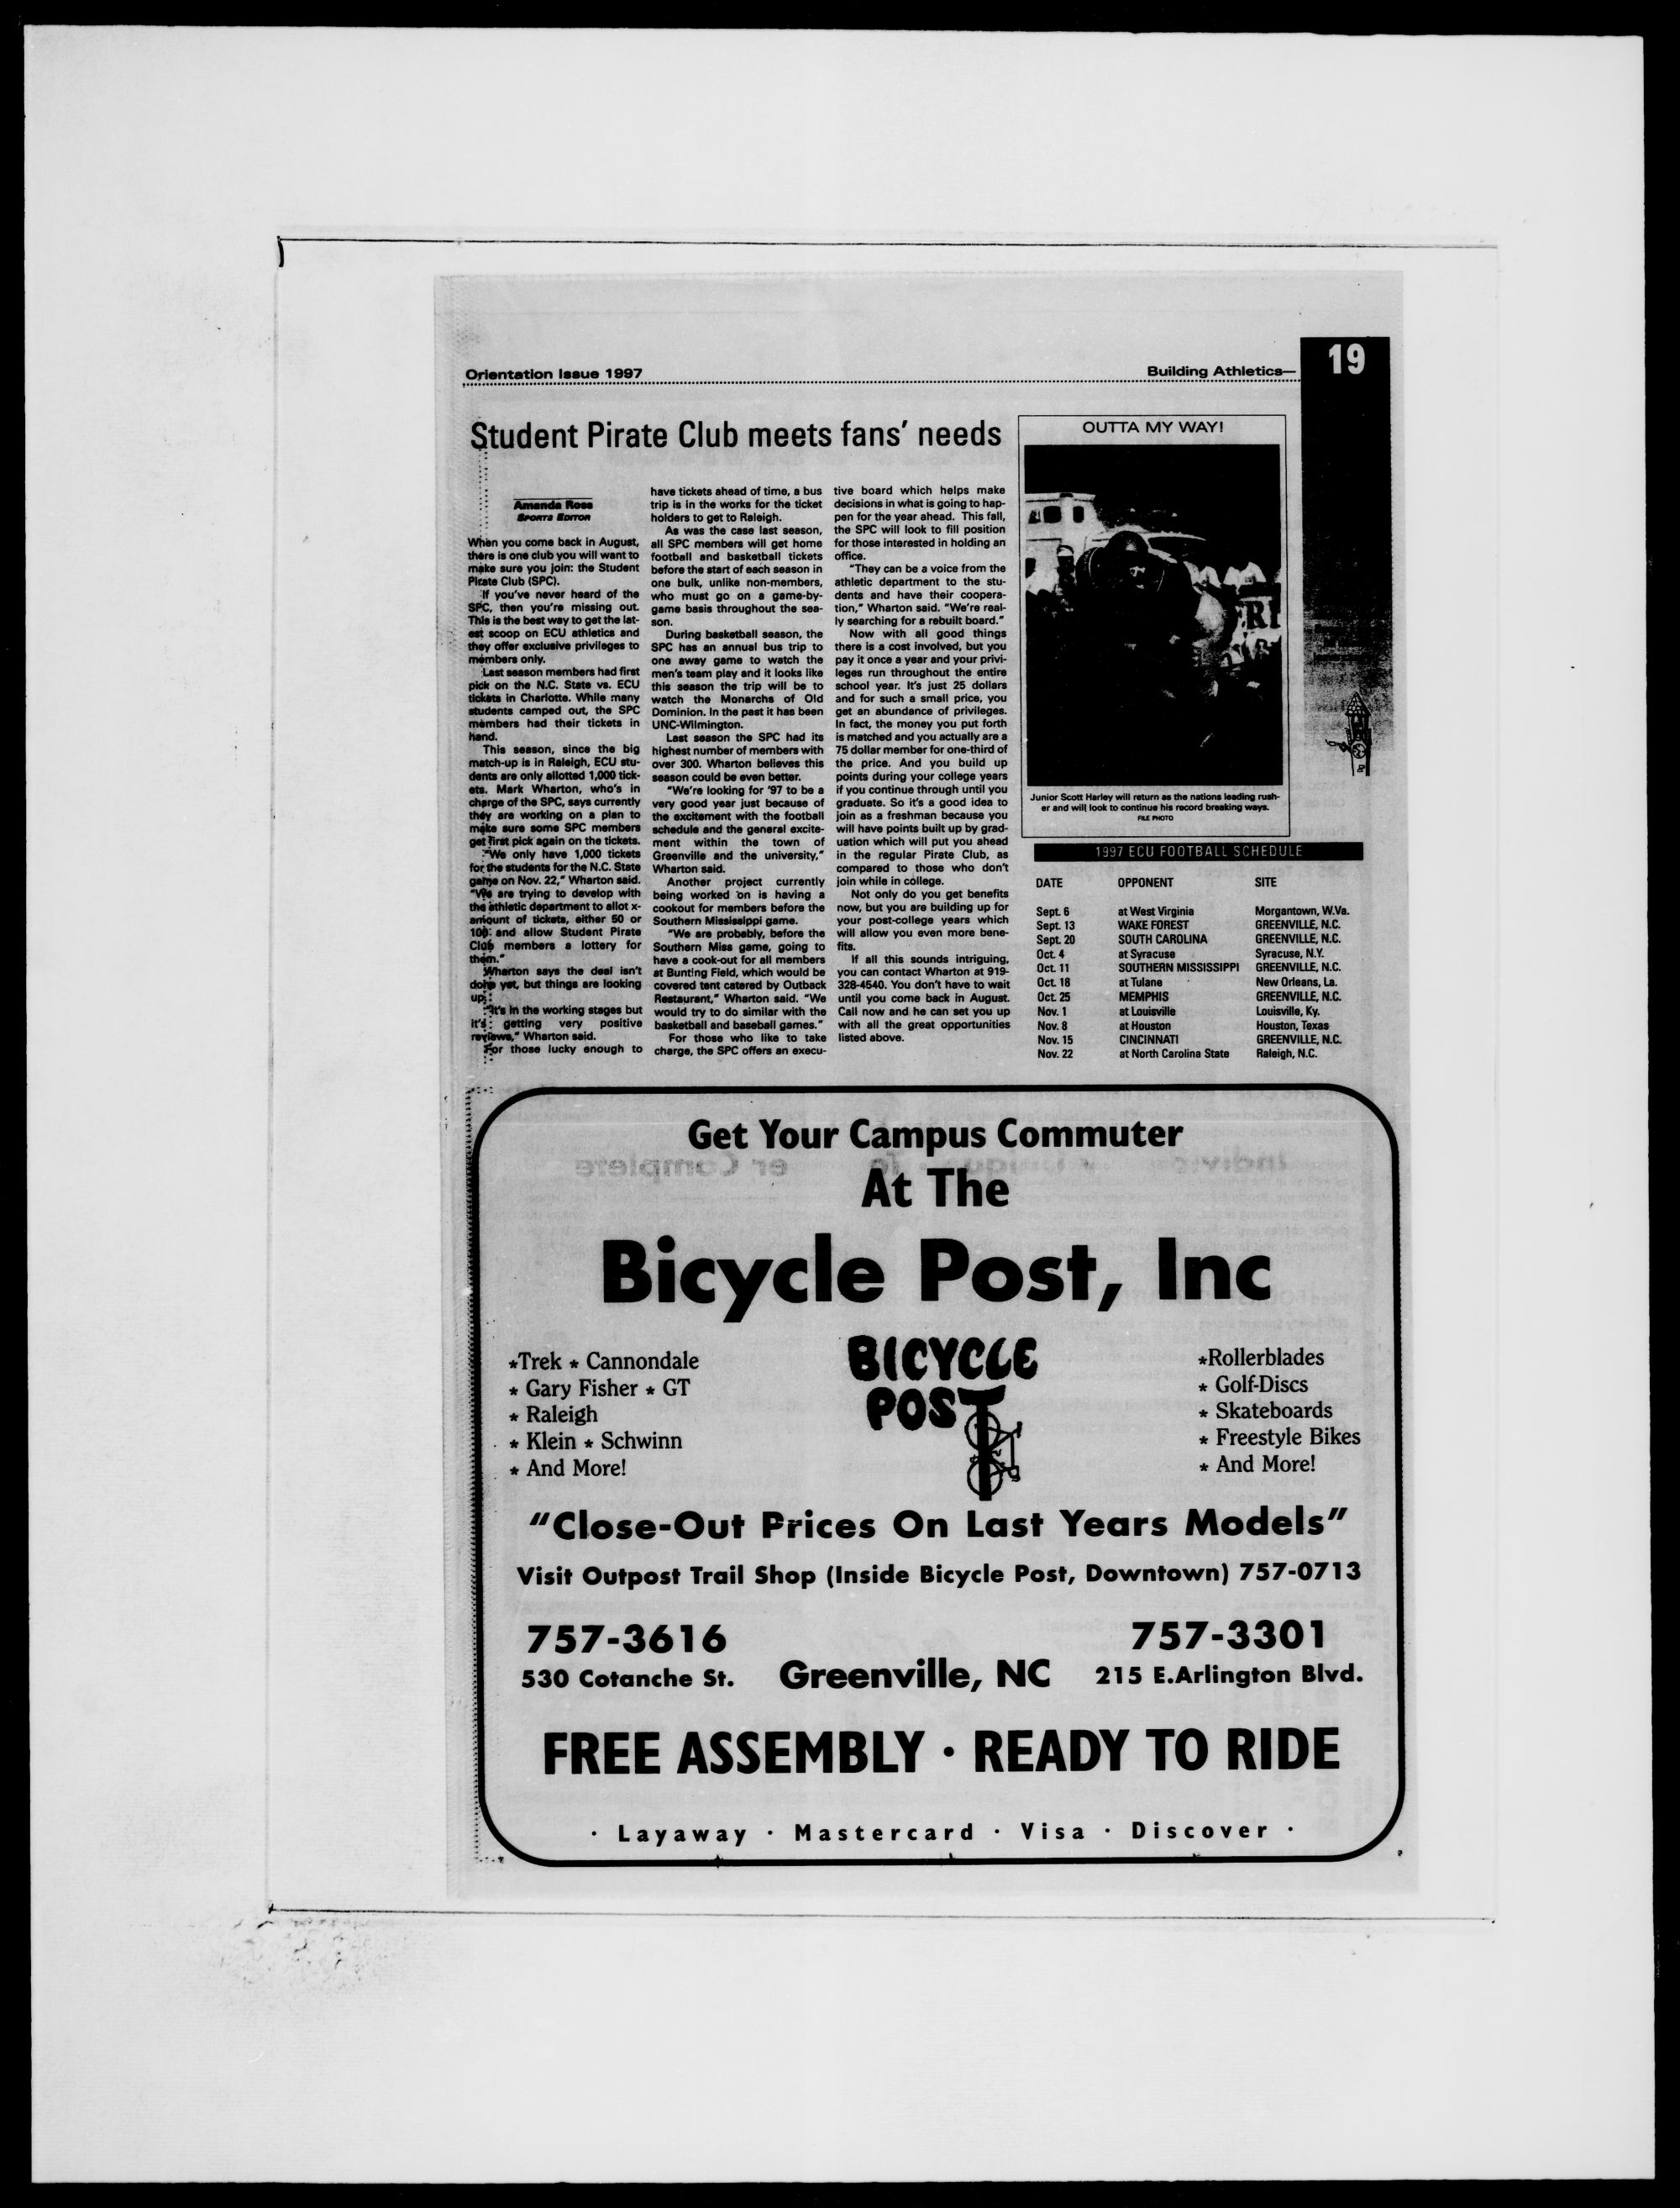 Orientation Issue 1997
Building Athletics—
19
Student Pirate Club meets fans' needs
Amanda Ross
SPORTS EDITOR
When you come back in August,
there is one club you will want to
make sure you join: the Student
Pirate Club (SPC).
If you've never heard of the
SPC, then you're missing out.
This is the best way to get the lat-
est scoop on ECU athletics and
they offer exclusive privileges to
members only.
Last season members had first
pick on the N.C. State vs. ECU
tickets in Charlotte. While many
students camped out, the SPC
members had their tickets in
hand.
This season, since the big
match-up is in Raleigh, ECU stu-
dents are only allotted 1,000 tick-
ets. Mark Wharton, who's in
charge of the SPC, says currently
they are working on a plan to
make sure some SPC members
get first pick again on the tickets.
"We only have 1,000 tickets
for the students for the N.C. State
game on Nov. 22," Wharton said.
"We are trying to develop with
the athletic department to allot x-
amount of tickets, either 50 or
100 and allow Student Pirate
Club members a lottery for
them."
Wharton says the deal isn't
done yet, but things are looking
up.
"It's in the working stages but
it's getting very positive
reviews," Wharton said.
For those lucky enough to
have tickets ahead of time, a bus
trip is in the works for the ticket
holders to get to Raleigh.
As was the case last season,
all SPC members will get home
football and basketball tickets
before the start of each season in
one bulk, unlike non-members,
who must go on a game-by-
game basis throughout the sea-
son.
During basketball season, the
SPC has an annual bus trip to
one away game to watch the
men's team play and it looks like
this season the trip will be to
watch the Monarchs of Old
Dominion. In the past it has been
UNC-Wilmington.
Last season the SPC had its
highest number of members with
over 300. Wharton believes this
season could be even better.
"We're looking for '97 to be a
very good year just because of
the excitement with the football
schedule and the general excite-
ment within the town of
Greenville and the university,"
Wharton said.
Another project currently
being worked on is having a
cookout for members before the
Southern Mississippi game.
"We are probably, before the
Southern Miss game, going to
have a cook-out for all members
at Bunting Field, which would be
covered tent catered by Outback
Restaurant," Wharton said. "We
would try to do similar with the
basketball and baseball games."
For those who like to take
charge, the SPC offers an execu-
tive board which helps make
decisions in what is going to hap-
pen for the year ahead. This fall,
the SPC will look to fill position
for those interested in holding an
office.
"They can be a voice from the
athletic department to the stu-
dents and have their coopera-
tion," Wharton said. "We're real-
ly searching for a rebuilt board."
Now with all good things
there is a cost involved, but you
pay it once a year and your privi-
leges run throughout the entire
school year. It's just 25 dollars
and for such a small price, you
get an abundance of privileges.
In fact, the money you put forth
is matched and you actually are a
75 dollar member for one-third of
the price. And you build up
points during your college years
if you continue through until you
graduate. So it's a good idea to
join as a freshman because you
will have points built up by grad-
uation which will put you ahead
in the regular Pirate Club, as
compared to those who don't
join while in college.
Not only do you get benefits
now, but you are building up for
your post-college years which
will allow you even more bene-
fits.
If all this sounds intriguing,
you can contact Wharton at 919-
328-4540. You don't have to wait
until you come back in August.
Call now and he can set you up
with all the great opportunities
listed above.
OUTTA MY WAY!
Junior Scott Harley will return as the nations leading rush-
er and will look to continue his record breaking ways.
FILE PHOTO
1997 ECU FOOTBALL SCHEDULE
DATE OPPONENT SITE
Sept. 6 at West Virginia Morgantown, W.Va.
Sept. 13 WAKE FOREST GREENVILLE, N.C.
Sept. 20 SOUTH CAROLINA GREENVILLE, N.C.
Oct. 4 at Syracuse Syracuse, N.Y.
Oct. 11 SOUTHERN MISSISSIPPI GREENVILLE, N.C.
Oct. 18 at Tulane New Orleans, La.
Oct. 25 MEMPHIS GREENVILLE, N.C.
Nov. 1 at Louisville Louisville, Ky.
Nov. 8 at Houston Houston, Texas
Nov. 15 CINCINNATI GREENVILLE, N.C.
Nov. 22 at North Carolina State Raleigh, N.C.
Get Your Campus Commuter
At The
Bicycle Post, Inc
*Trek * Cannondale
* Gary Fisher * GT
* Raleigh
* Klein * Schwinn
* And More!
BICYCLE
POST
*Rollerblades
* Golf-Discs
* Skateboards
* Freestyle Bikes
* And More!
"Close-Out Prices On Last Years Models"
Visit Outpost Trail Shop (Inside Bicycle Post, Downtown) 757-0713
757-3616
530 Cotanche St.
Greenville, NC
757-3301
215 E.Arlington Blvd.
FREE ASSEMBLY · READY TO RIDE
· Layaway · Mastercard · Visa · Discover ·